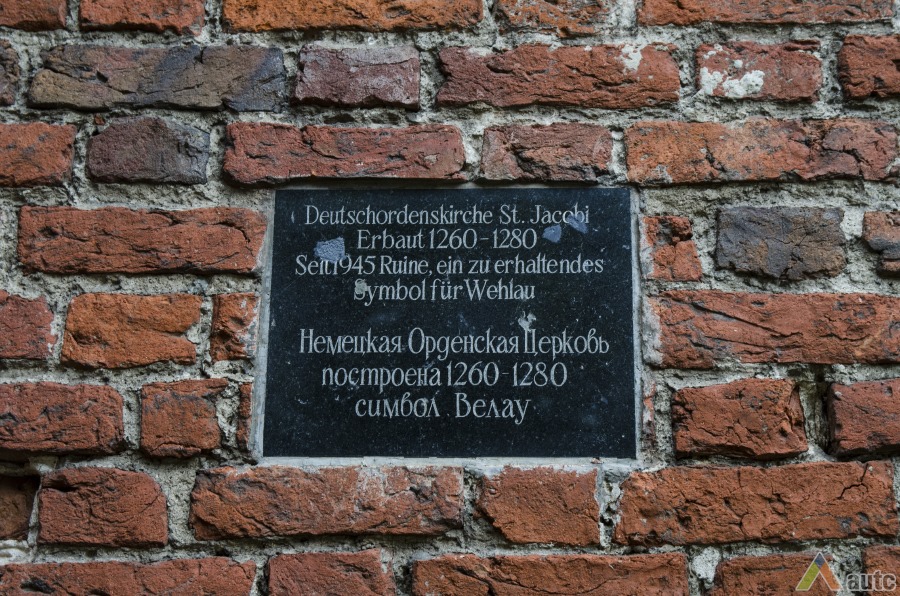 Deutschordenskirche St. Jacobi
Erbaut 1260-1280
Seit 1945 Ruine, ein zu erhaltendes
Symbol für Wehlau
Немецкая Орденская Церковь
построена 1260-1280
символ Велау
autc